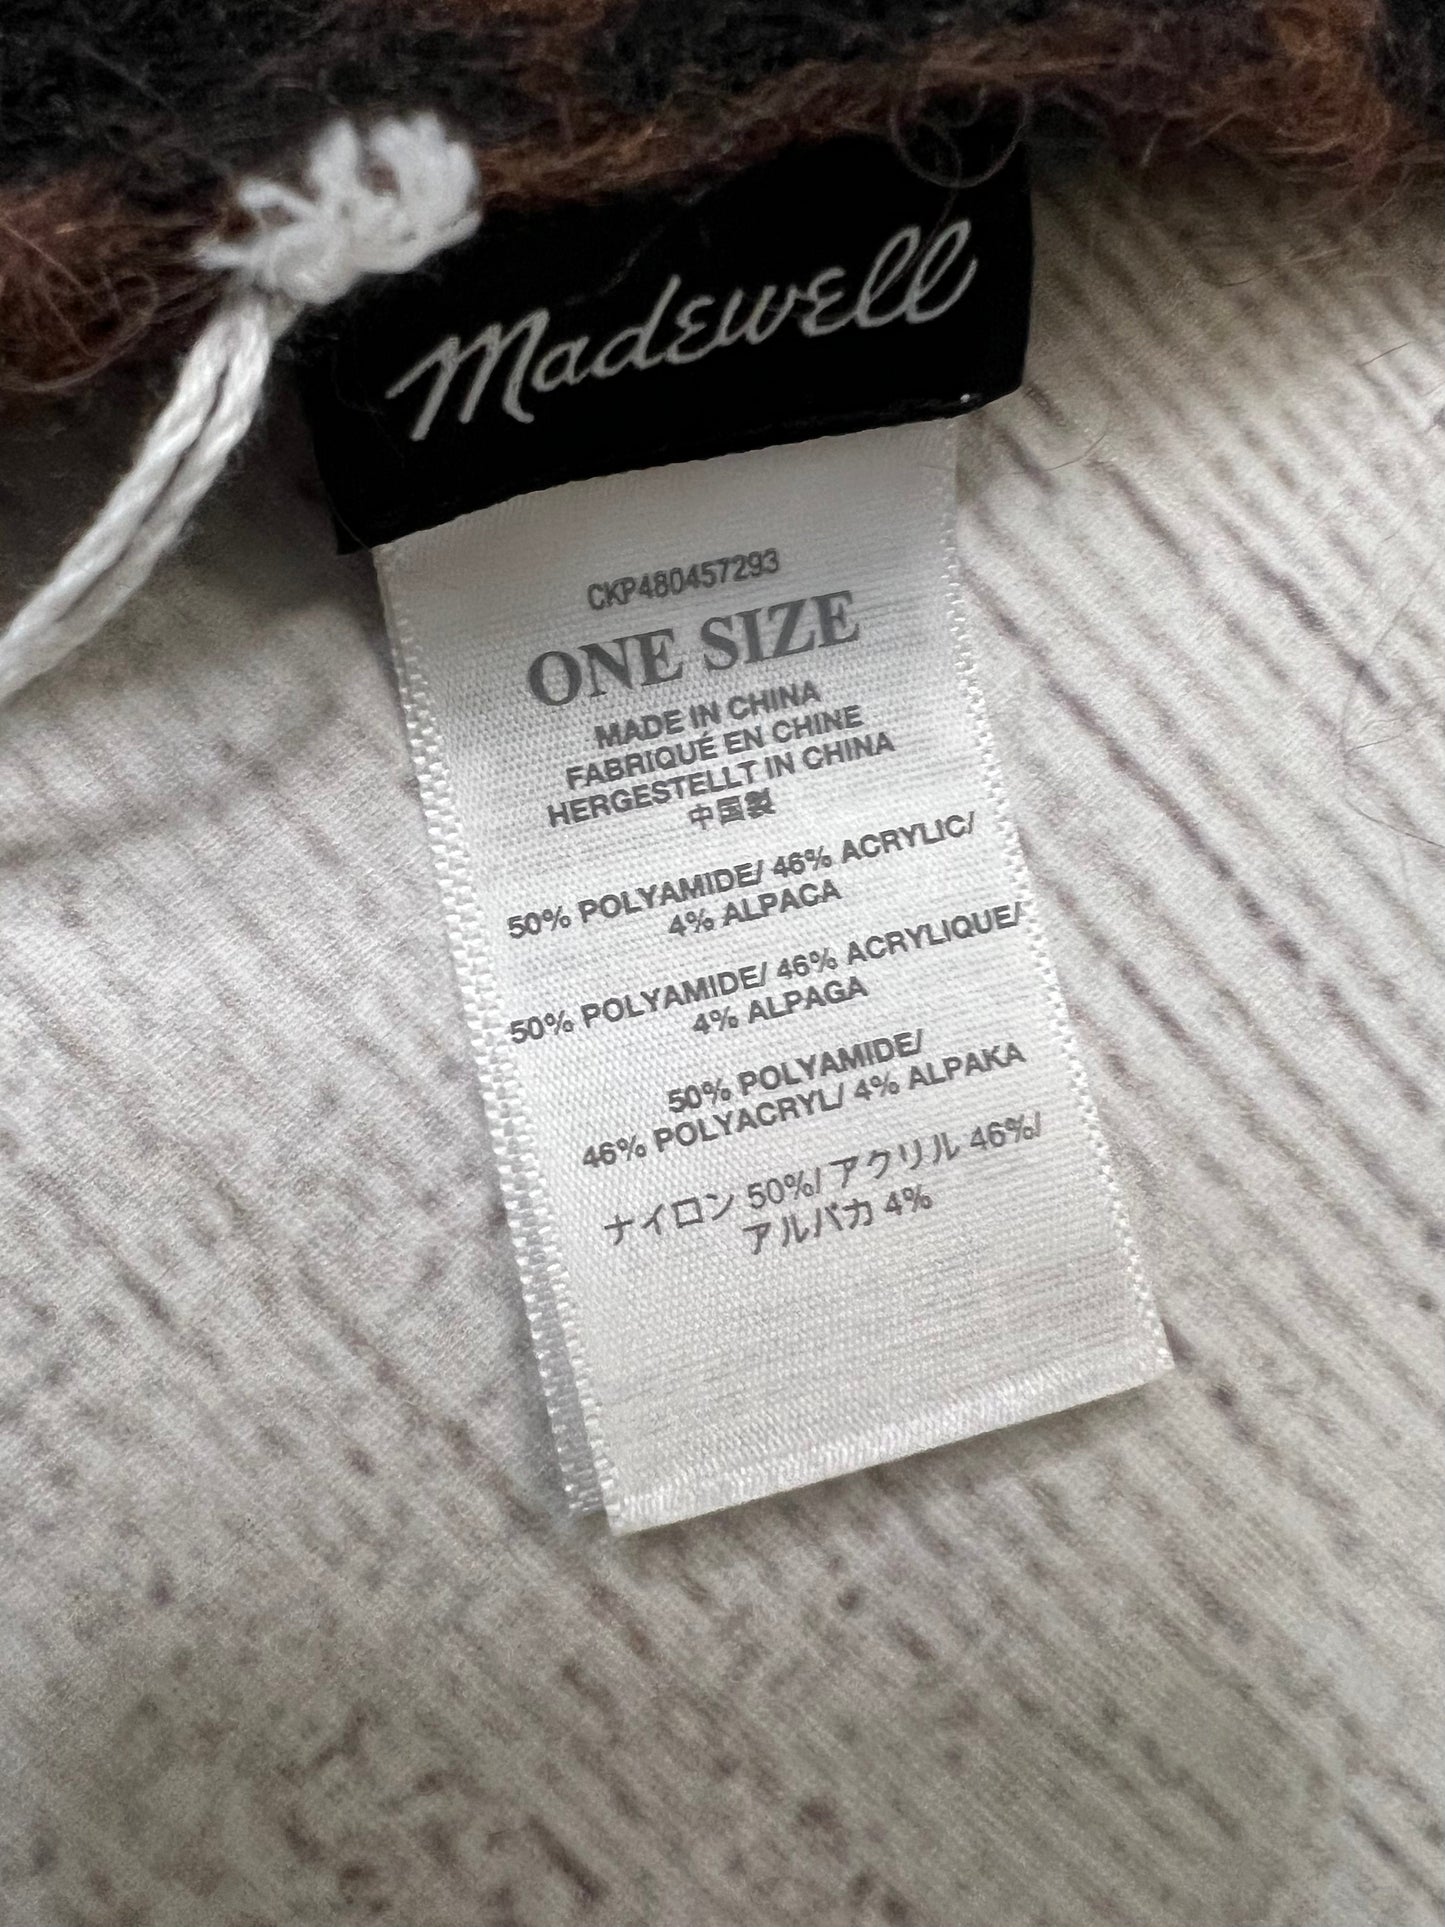 Madewell
CKP480457293
ONE SIZE
MADE IN CHINA
FABRIQUÉ EN CHINE
HERGESTELLT IN CHINA
中国製
50% POLYAMIDE/ 46% ACRYLIC/
4% ALPACA
50% POLYAMIDE/ 46% ACRYLIQUE/
4% ALPAGA
50% POLYAMIDE/
46% POLYACRYL/ 4% ALPAKA
ナイロン 50%/ アクリル 46%/
アルパカ 4%